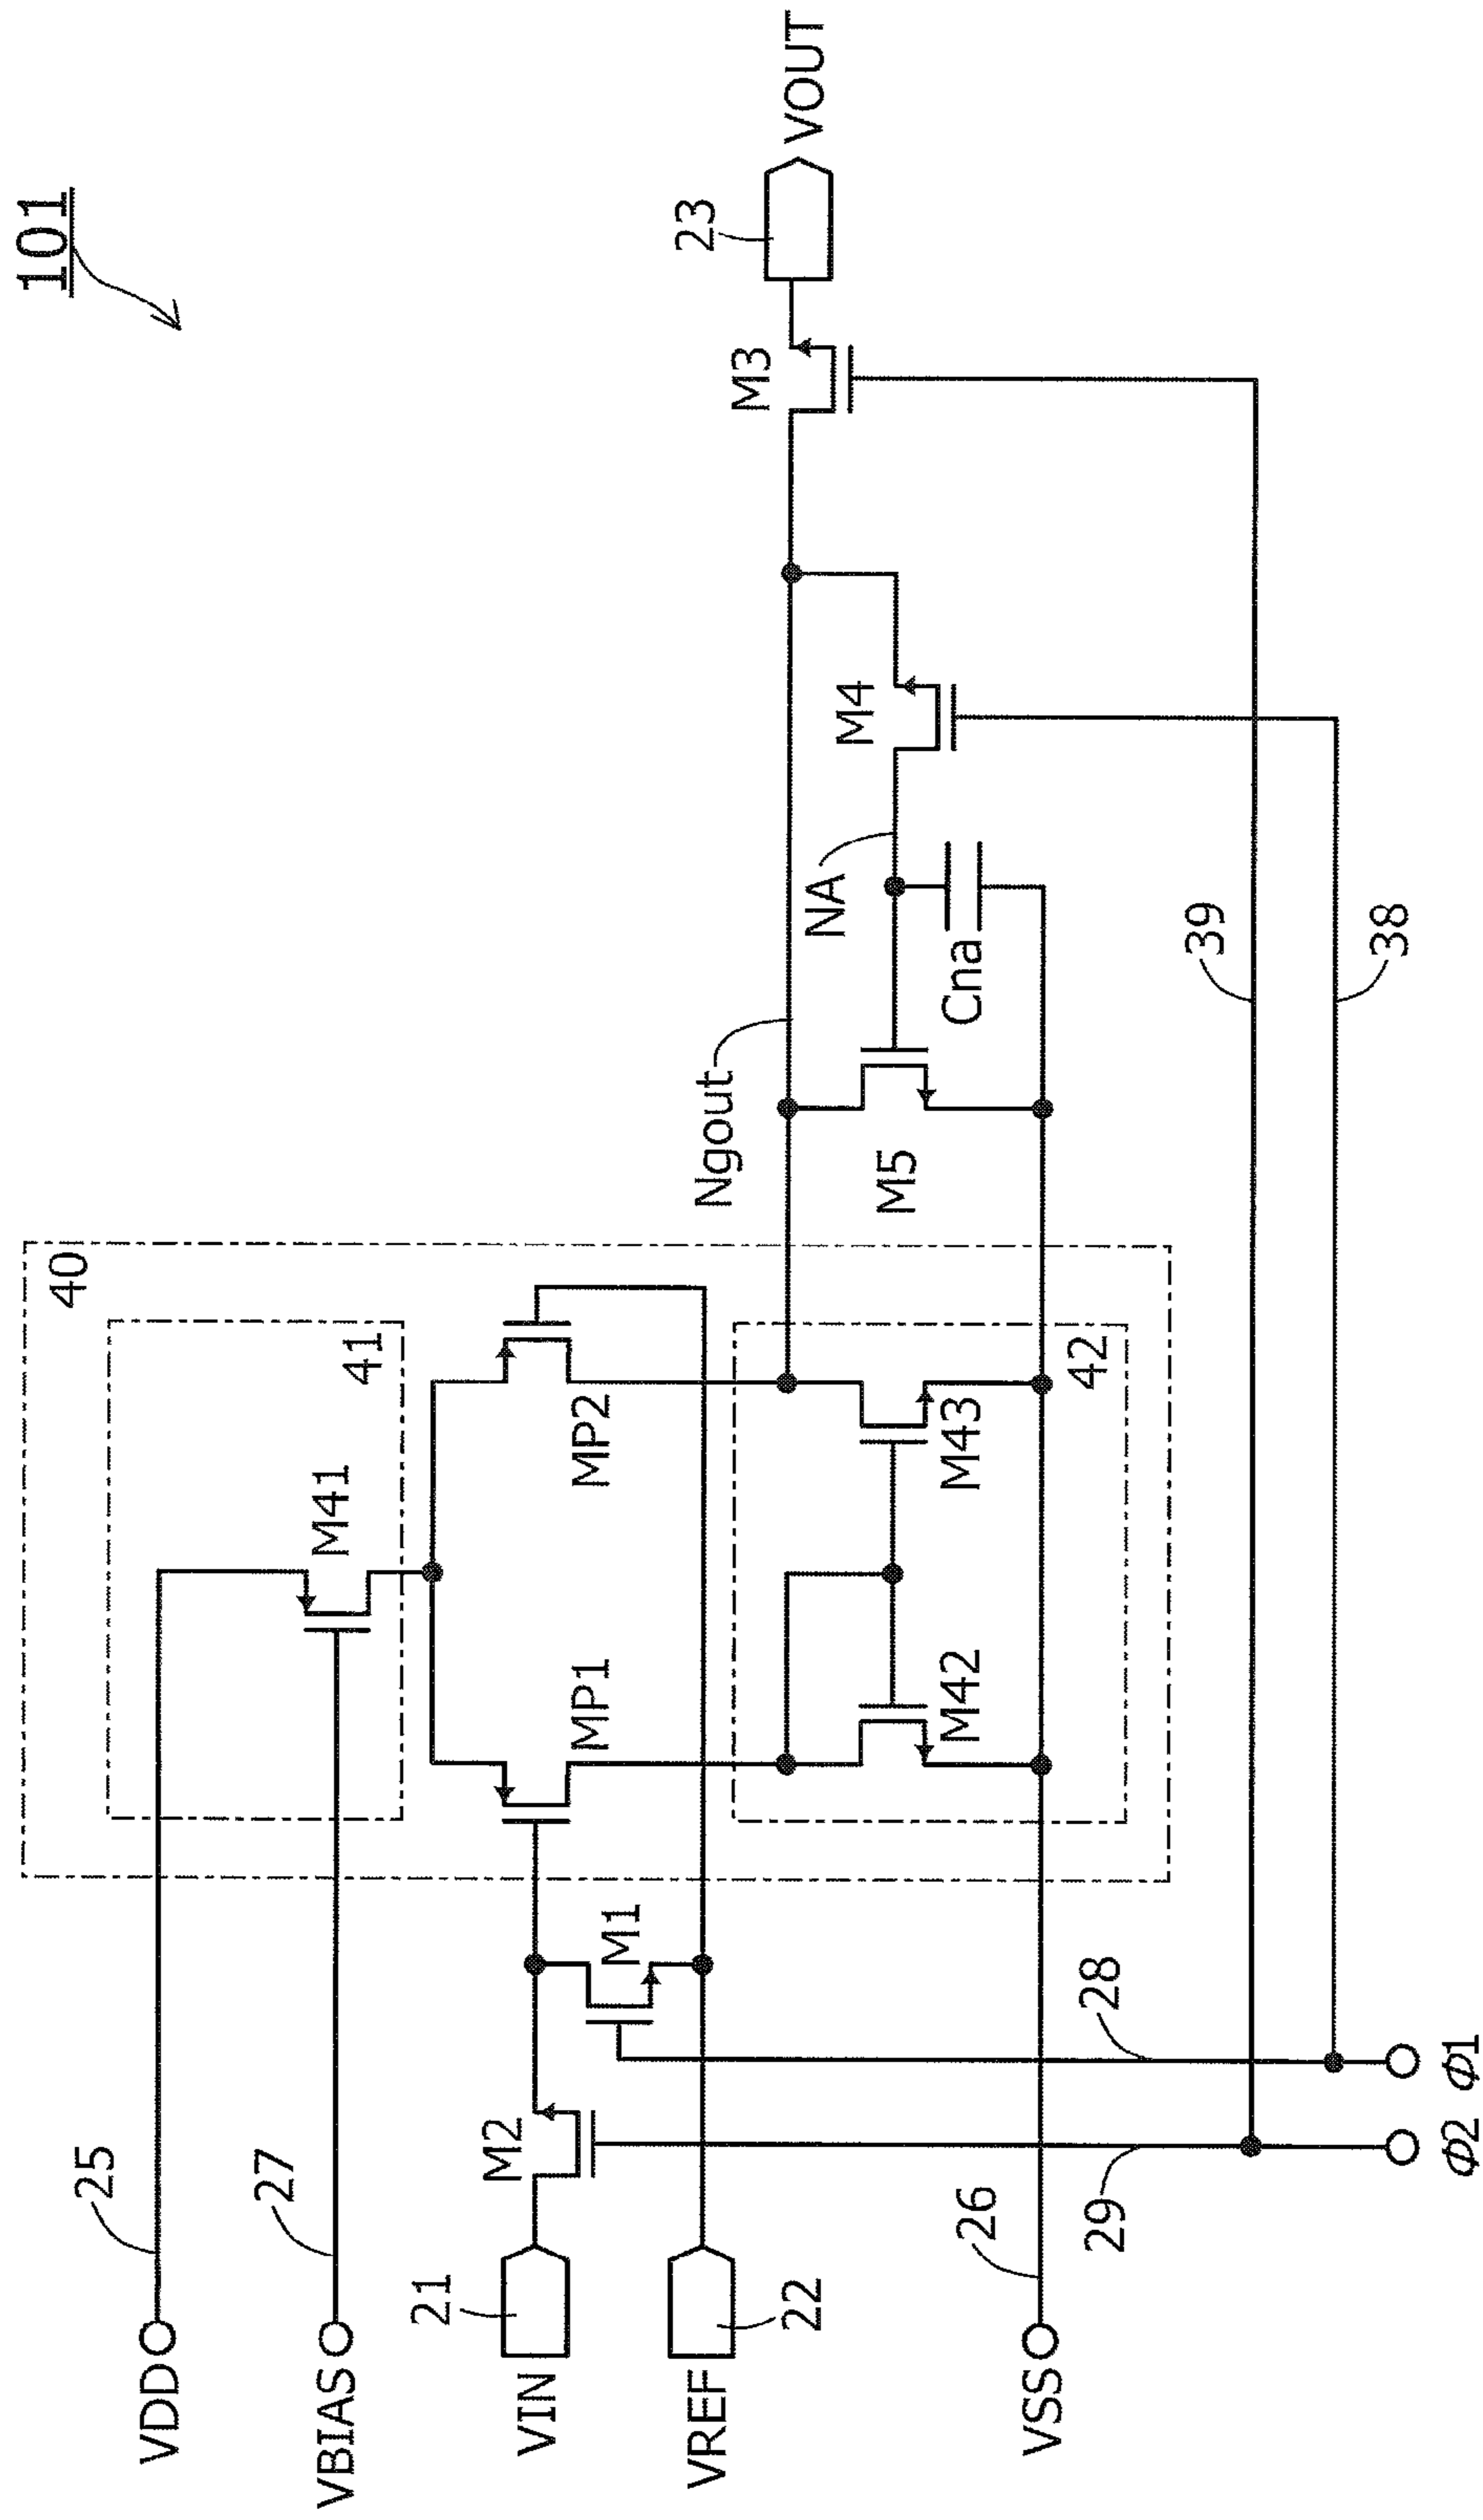 101
VDD
25
VBIAS
27
40
41
M41
MP1
MP2
VIN
21
M2
M1
VREF
22
42
M42
M43
VSS
26
Ngout
M5
NA
Cna
M4
M3
23
VOUT
29
28
39
38
Φ2
Φ1